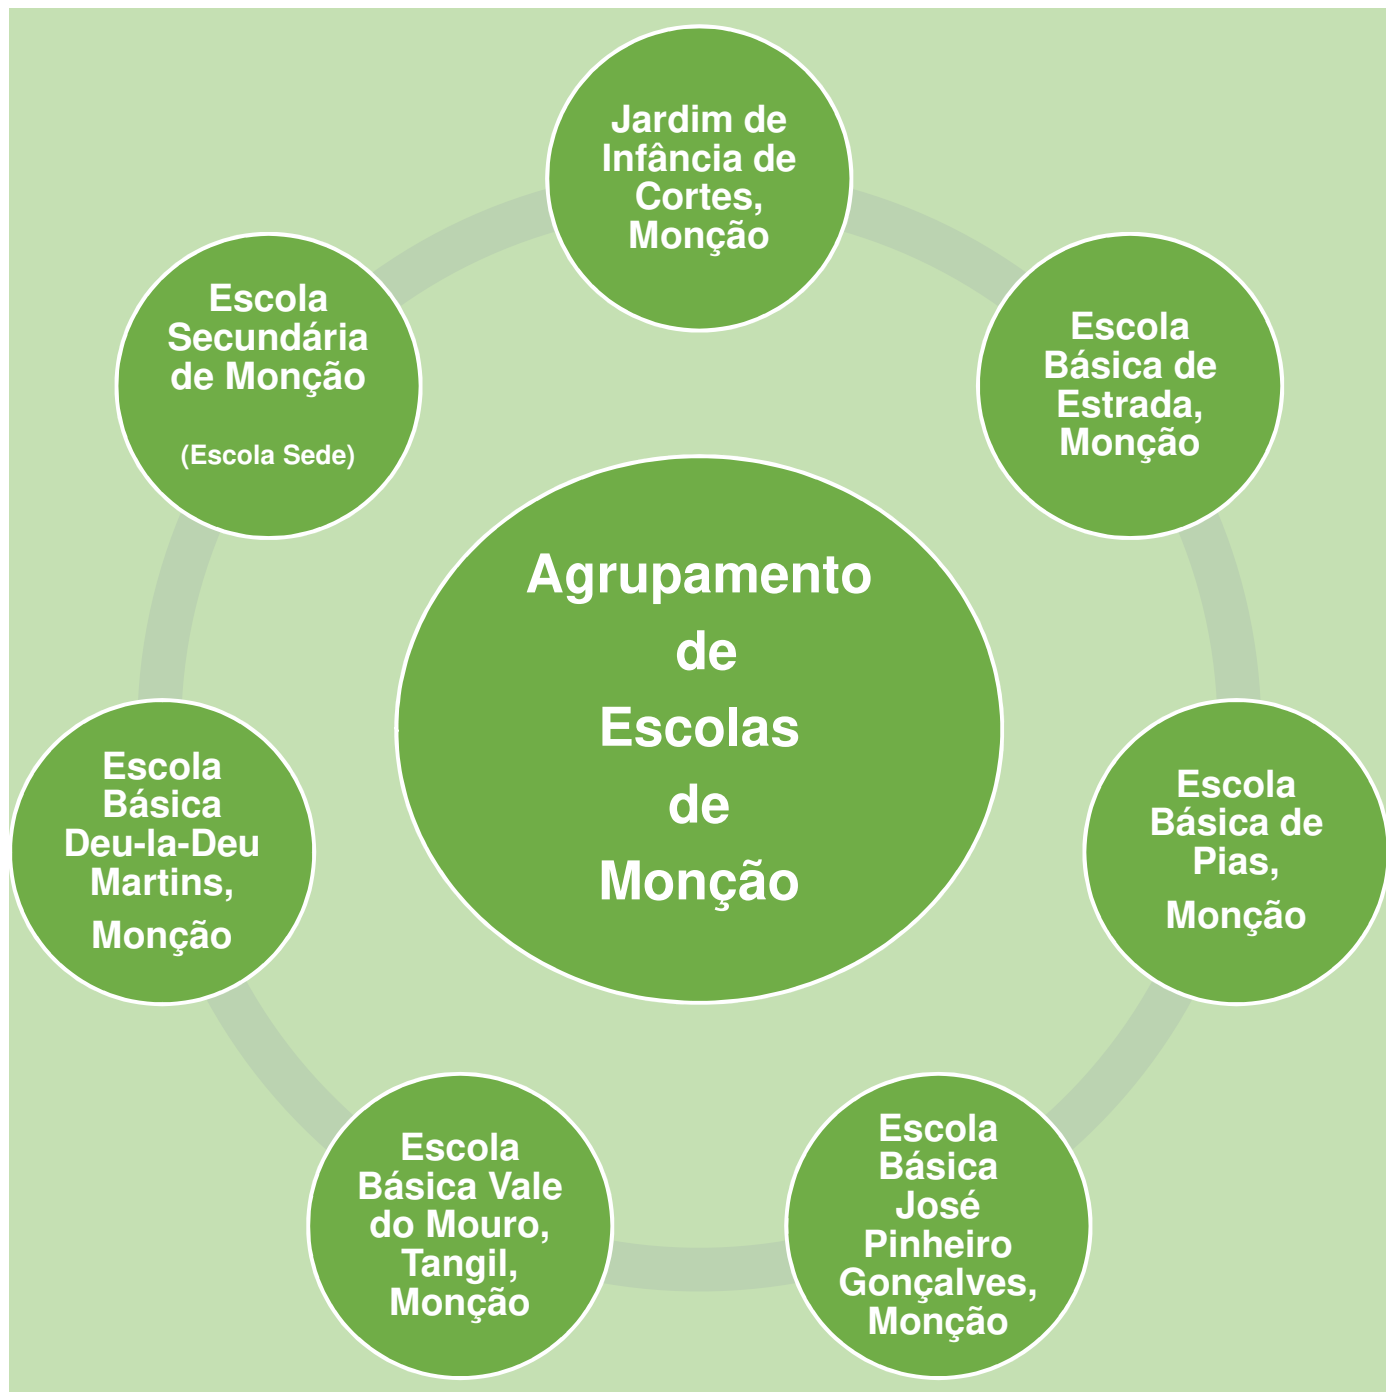 Jardim de
Infância de
Cortes,
Monção
Escola
Básica de
Estrada,
Monção
Escola
Básica de
Pias,
Monção
Escola
Básica
José
Pinheiro
Gonçalves,
Monção
Escola
Básica Vale
do Mouro,
Tangil,
Monção
Escola
Básica
Deu-la-Deu
Martins,
Monção
Escola
Secundária
de Monção
(Escola Sede)
Agrupamento
de
Escolas
de
Monção